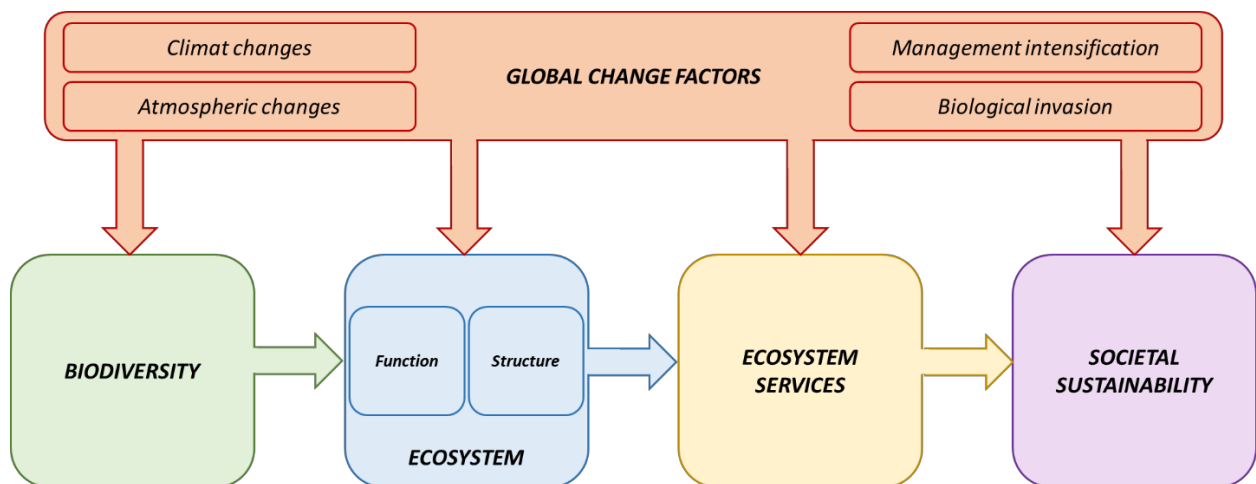 Climat changes
Management intensification
GLOBAL CHANGE FACTORS
Atmospheric changes
Biological invasion
BIODIVERSITY
Function
Structure
ECOSYSTEM
ECOSYSTEM
SERVICES
SOCIETAL
SUSTAINABILITY